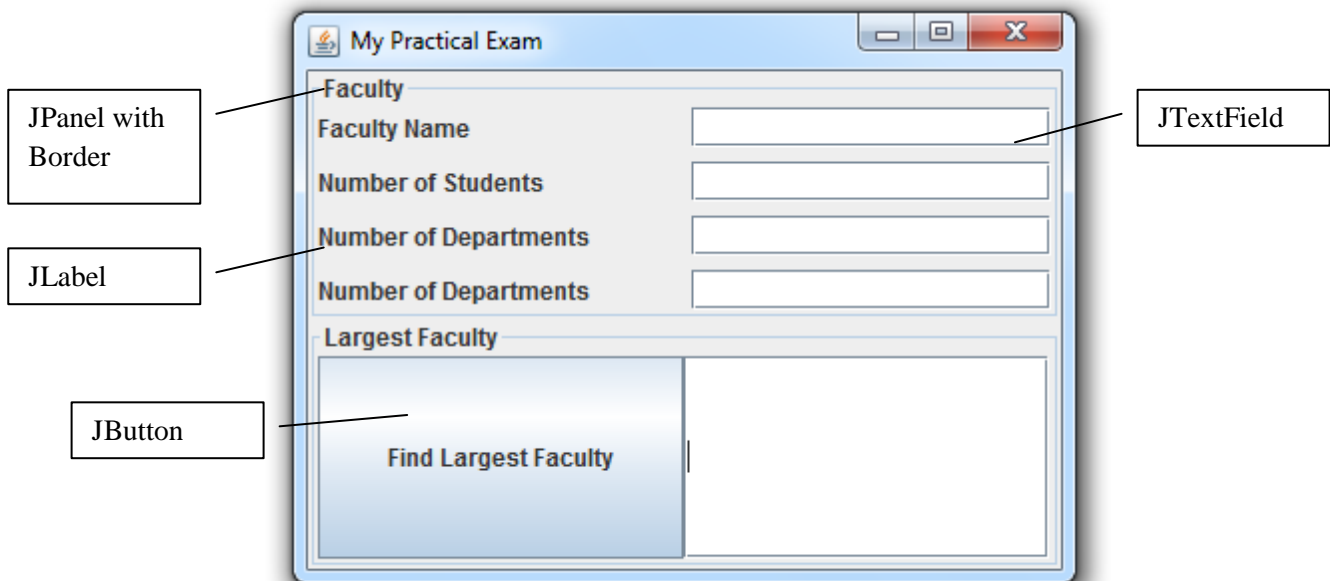 My Practical Exam
Faculty
JPanel with
Border
Faculty Name
JTextField
Number of Students
Number of Departments
JLabel
Number of Departments
Largest Faculty
JButton
Find Largest Faculty